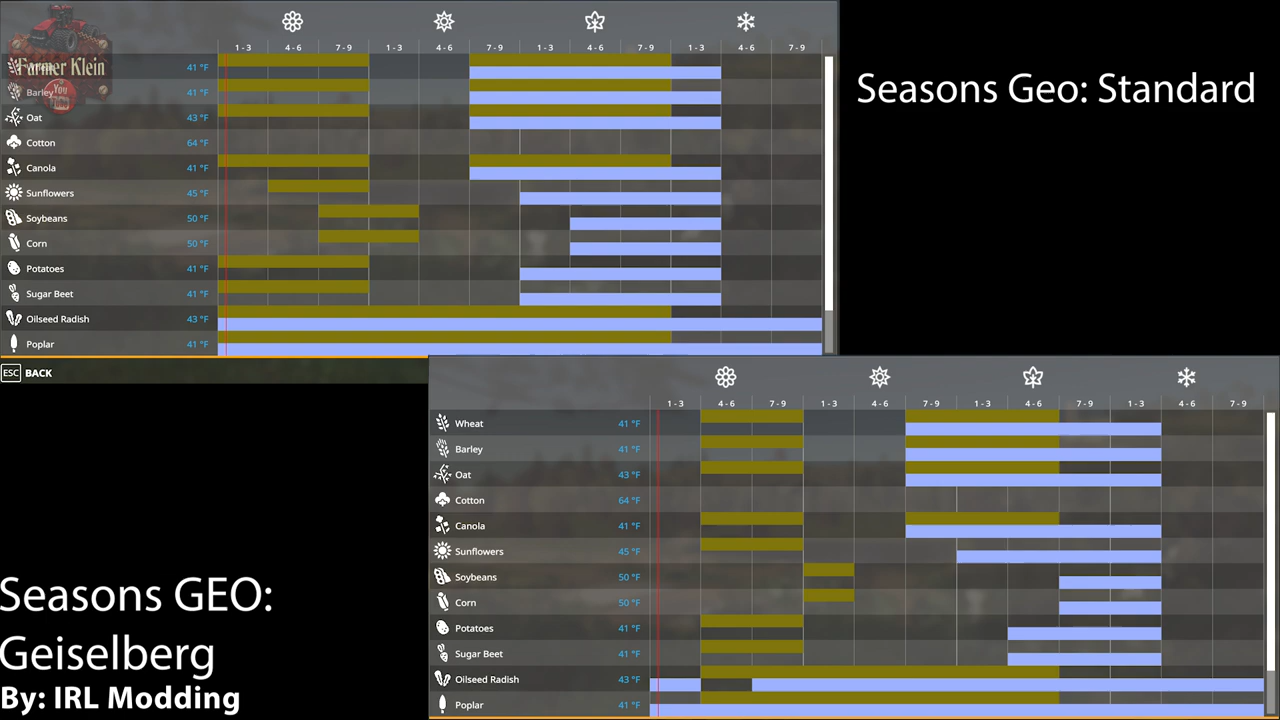 Farmer Klein
You
Tube
1 - 3 4 - 6 7 - 9 1 - 3 4 - 6 7 - 9 1 - 3 4 - 6 7 - 9 1 - 3 4 - 6 7 - 9
41 °F
Barley 41 °F
Oat 43 °F
Cotton 64 °F
Canola 41 °F
Sunflowers 45 °F
Soybeans 50 °F
Corn 50 °F
Potatoes 41 °F
Sugar Beet 41 °F
Oilseed Radish 43 °F
Poplar 41 °F
ESC BACK
Seasons Geo: Standard
1 - 3 4 - 6 7 - 9 1 - 3 4 - 6 7 - 9 1 - 3 4 - 6 7 - 9 1 - 3 4 - 6 7 - 9
Wheat 41 °F
Barley 41 °F
Oat 43 °F
Cotton 64 °F
Canola 41 °F
Sunflowers 45 °F
Soybeans 50 °F
Corn 50 °F
Potatoes 41 °F
Sugar Beet 41 °F
Oilseed Radish 43 °F
Poplar 41 °F
Seasons GEO:
Geiselberg
By: IRL Modding